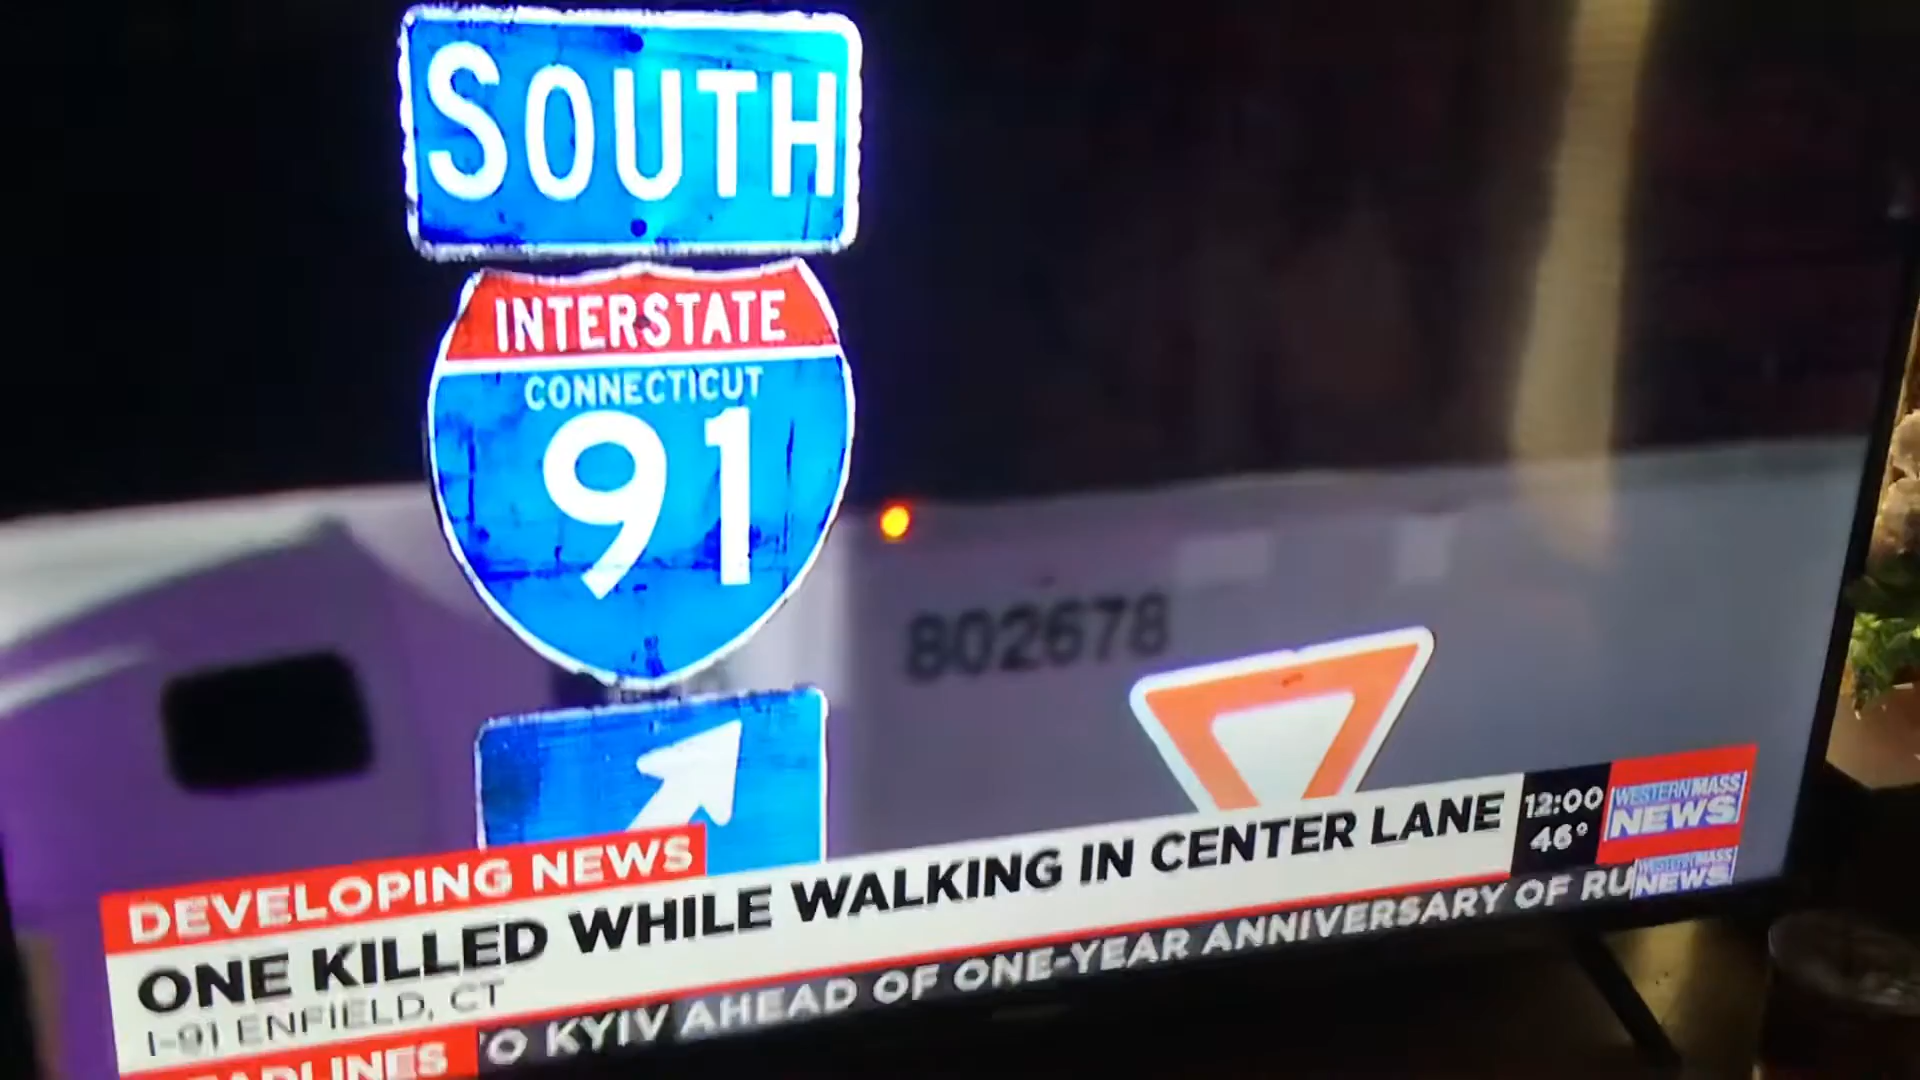 SOUTH
INTERSTATE
CONNECTICUT
91
802678
DEVELOPING NEWS
ONE KILLED WHILE WALKING IN CENTER LANE
I-91 ENFIELD, CT
12:00
46°
WESTERN MASS
NEWS
WESTERN MASS
NEWS
KYIV AHEAD OF ONE-YEAR ANNIVERSARY OF RU